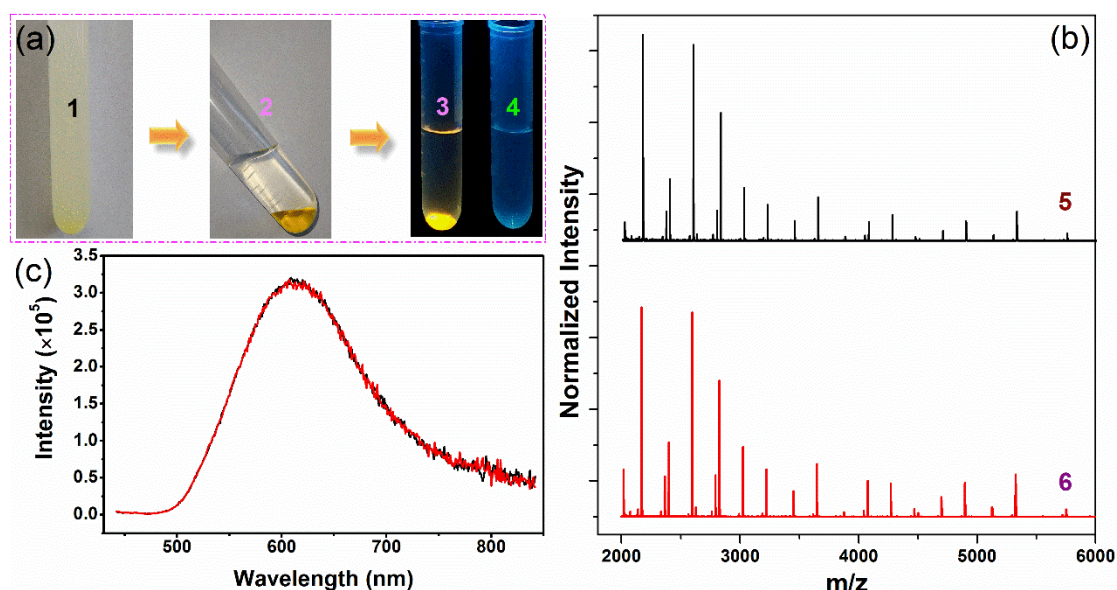 (a)
1
2
3
4
(b)
5
6
Normalized Intensity
2000 3000 4000 5000 6000
m/z
(c)
3.5
3.0
2.5
2.0
1.5
1.0
0.5
0.0
Intensity (×10⁵)
500 600 700 800
Wavelength (nm)